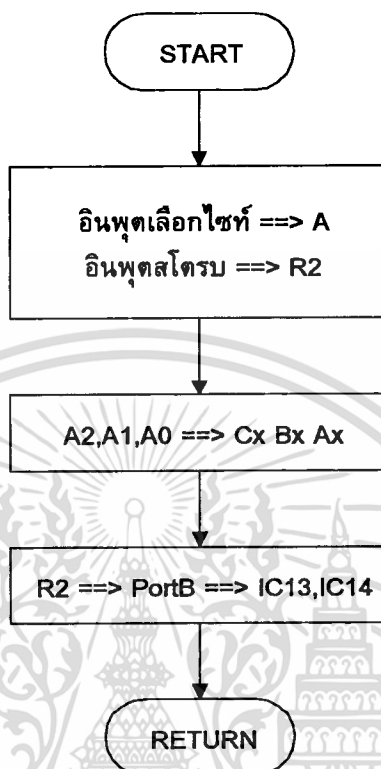 START
อินพุตเลือกไซท์ ==> A
อินพุตสโตรบ ==> R2
A2,A1,A0 ==> Cx Bx Ax
R2 ==> PortB ==> IC13,IC14
RETURN